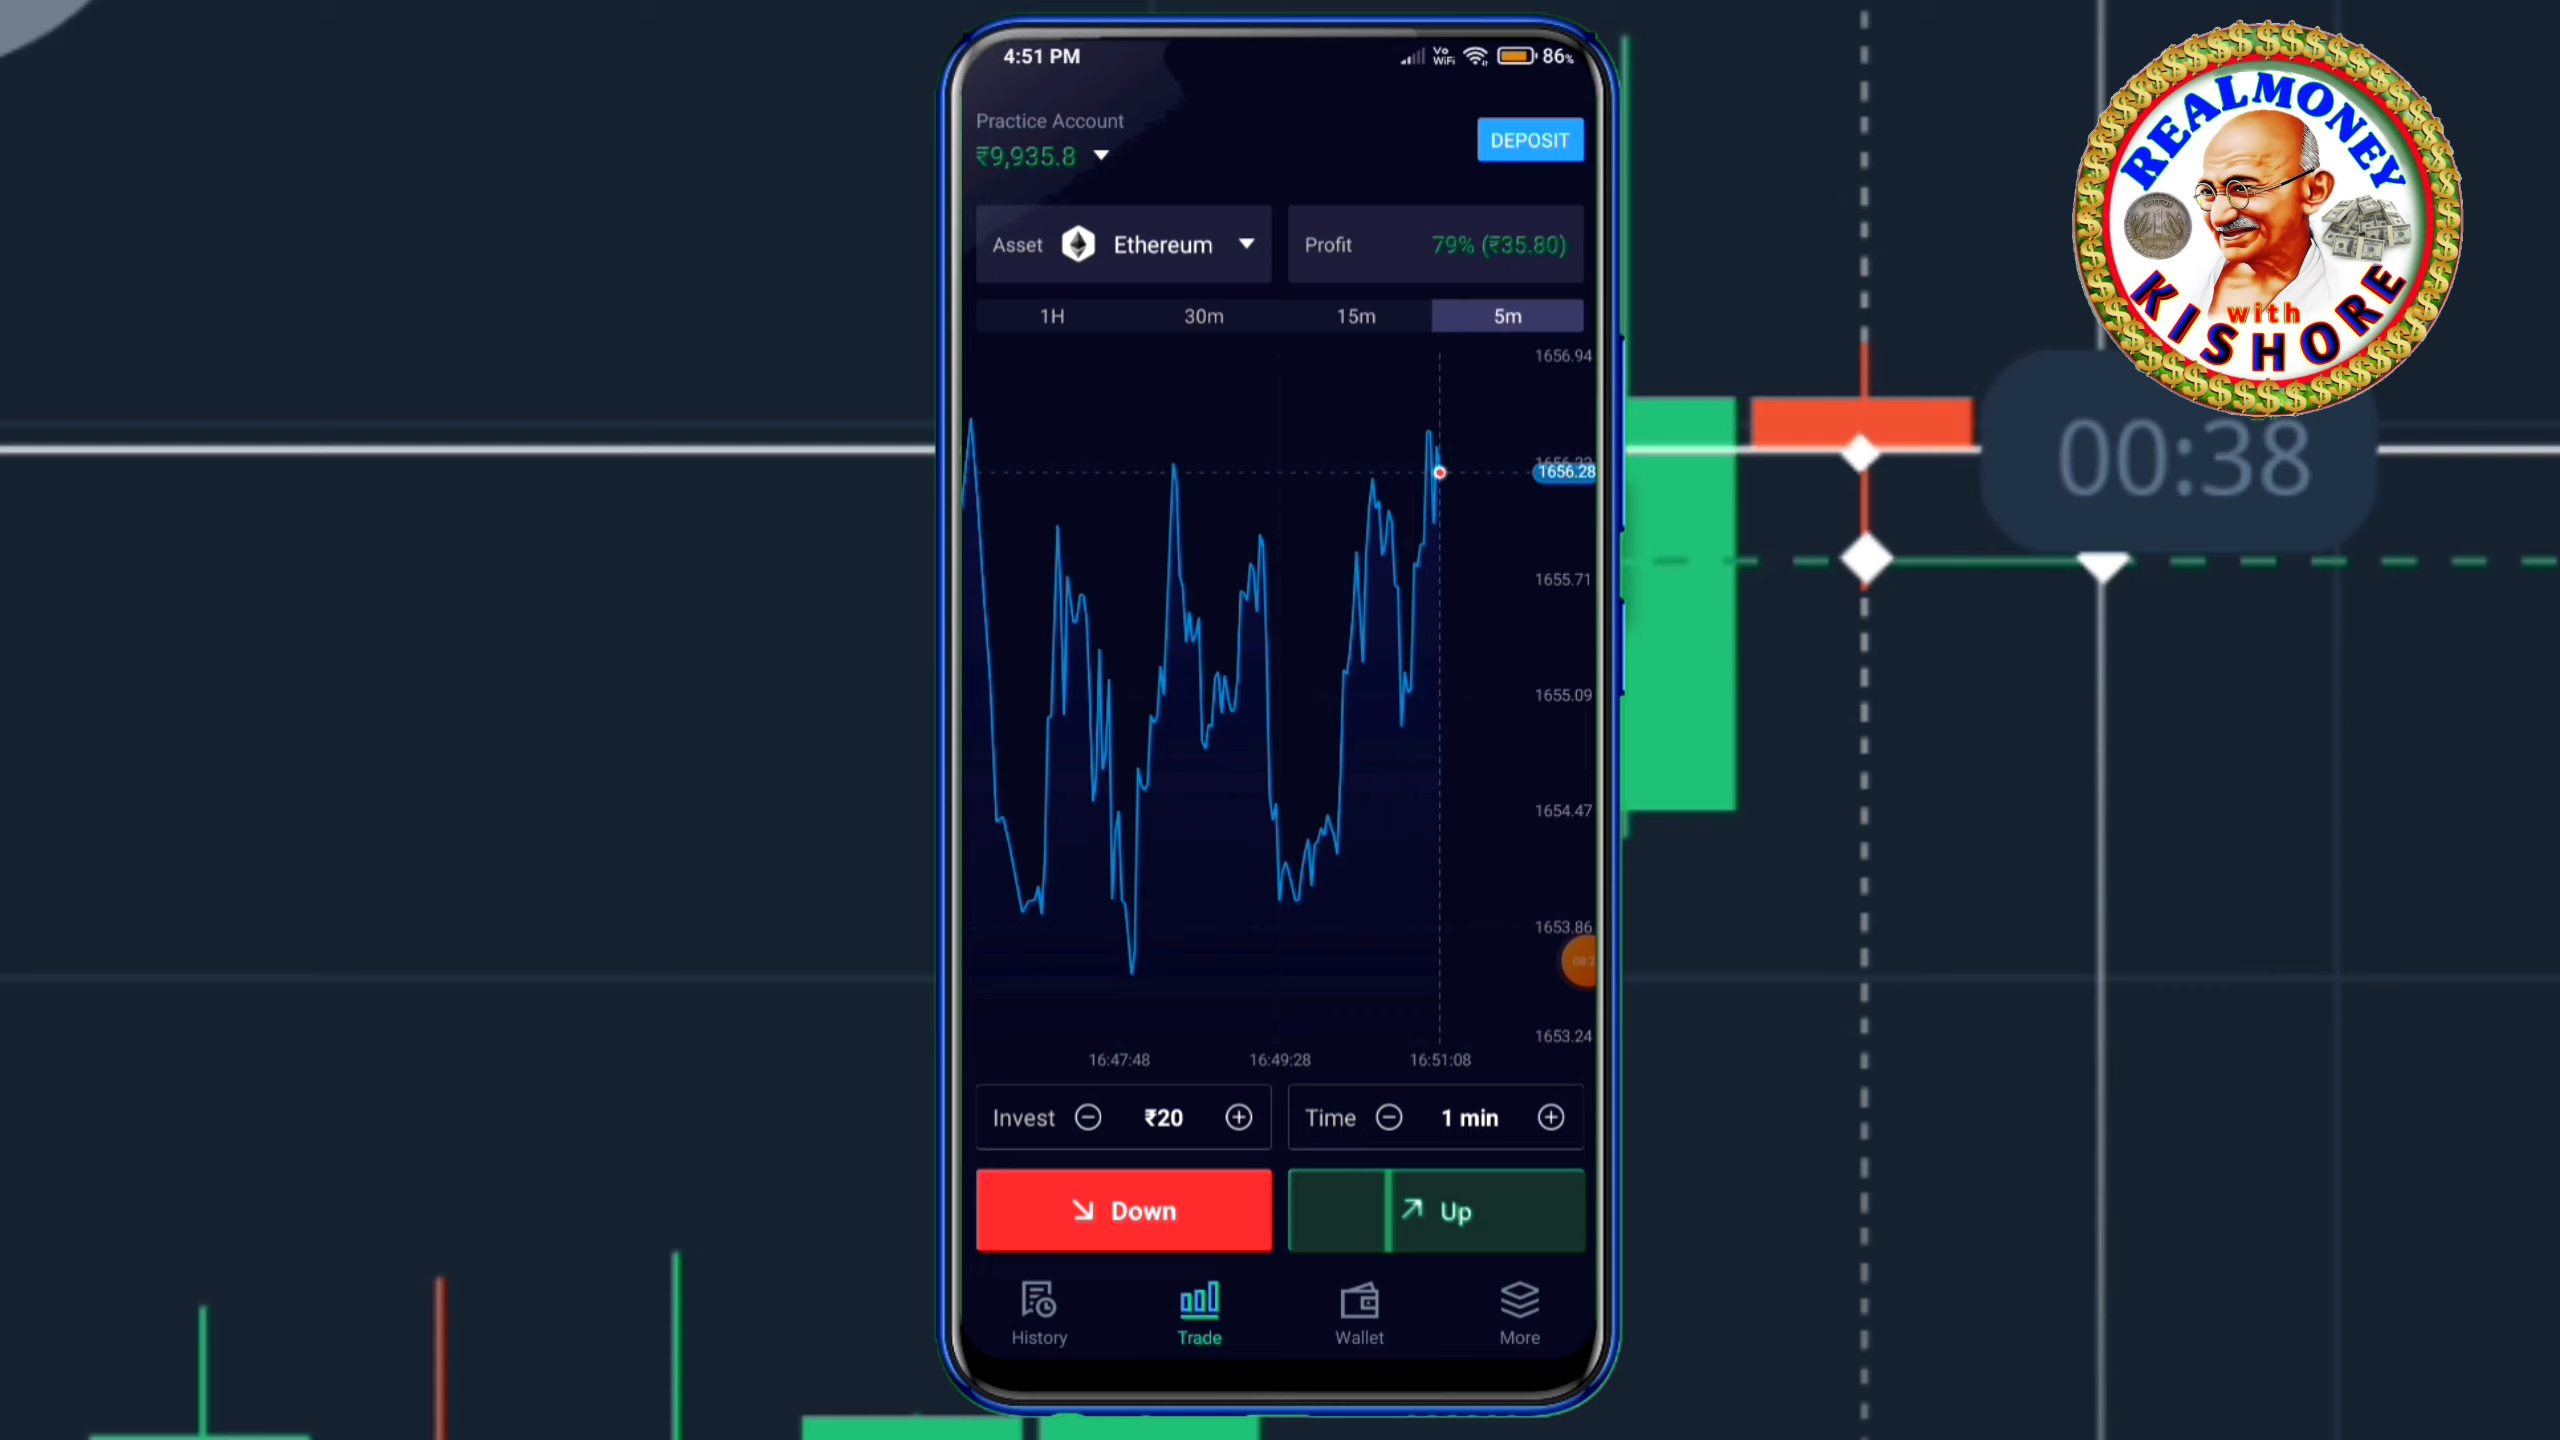 4:51 PM
Vo
WiFi
86%
Practice Account
₹9,935.8
DEPOSIT
Asset
Ethereum
Profit
79% (₹35.80)
1H
30m
15m
5m
1656.94
1656.28
1655.71
1655.09
1654.47
1653.86
1653.24
16:47:48
16:49:28
16:51:08
Invest
₹20
Time
1 min
Down
Up
History
Trade
Wallet
More
REALMONEY
with
KISHORE
00:38